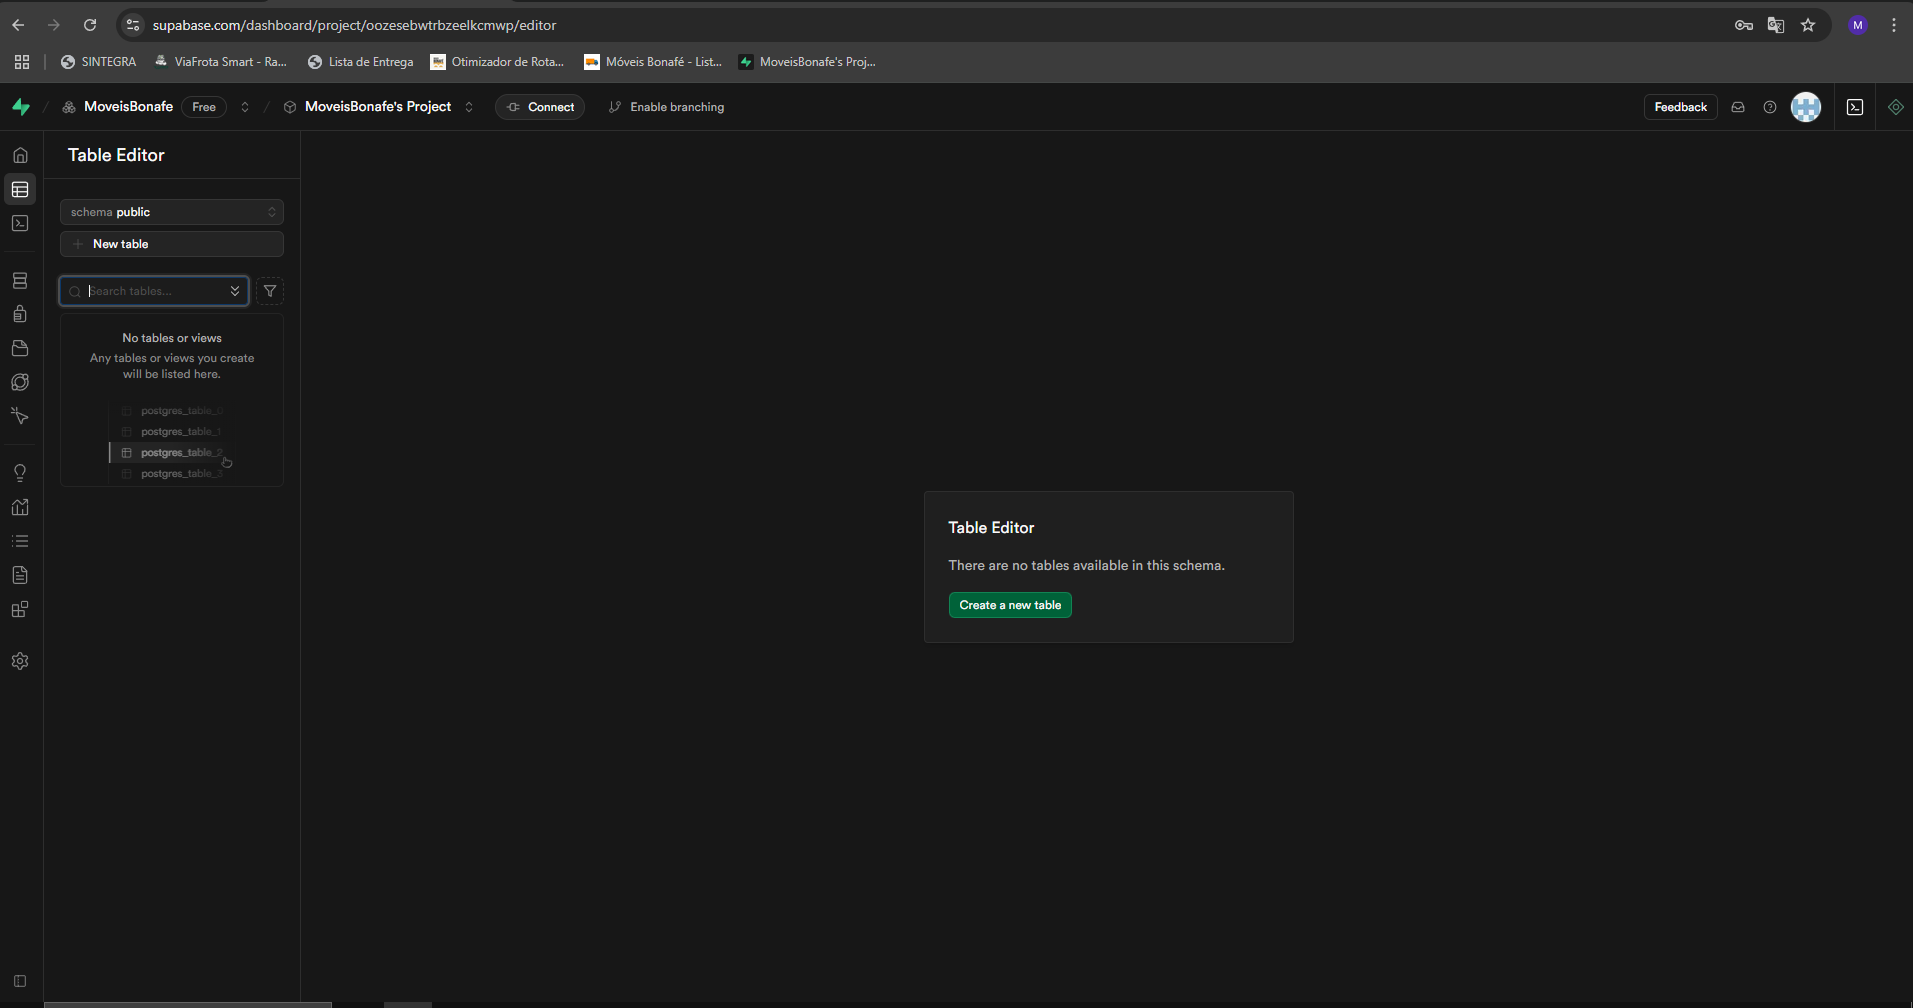 supabase.com/dashboard/project/oozesebwtrbzeelkcmwp/editor
M
SINTEGRA
ViaFrota Smart - Ra...
Lista de Entrega
Otimizador de Rota...
Móveis Bonafé - List...
MoveisBonafe's Proj...
/ MoveisBonafe Free / MoveisBonafe's Project Connect Enable branching
Feedback
Table Editor
schema public
New table
Search tables...
No tables or views
Any tables or views you create
will be listed here.
postgres_table_0
postgres_table_1
postgres_table_2
postgres_table_3
Table Editor
There are no tables available in this schema.
Create a new table